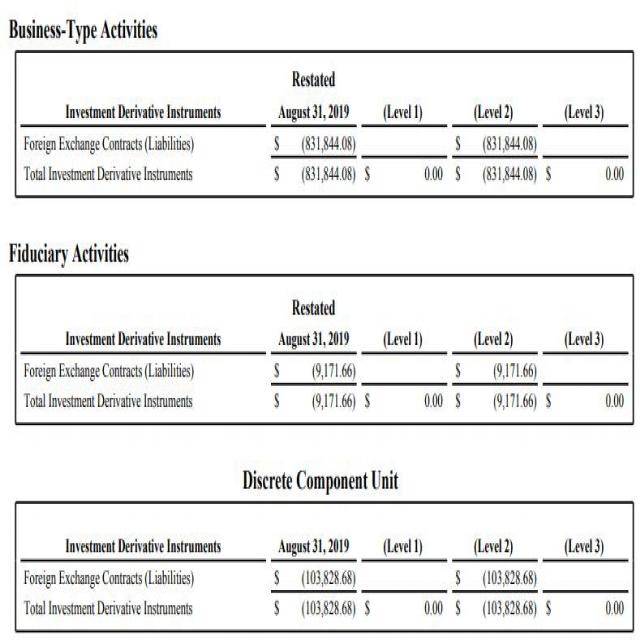 Business-Type Activities
Restated
Investment Derivative Instruments August 31, 2019 (Level 1) (Level 2) (Level 3)
Foreign Exchange Contracts (Liabilities) $ (831,844.08) $ (831,844.08)
Total Investment Derivative Instruments $ (831,844.08) $ 0.00 $ (831,844.08) $ 0.00
Fiduciary Activities
Restated
Investment Derivative Instruments August 31, 2019 (Level 1) (Level 2) (Level 3)
Foreign Exchange Contracts (Liabilities) $ (9,171.66) $ (9,171.66)
Total Investment Derivative Instruments $ (9,171.66) $ 0.00 $ (9,171.66) $ 0.00
Discrete Component Unit
Investment Derivative Instruments August 31, 2019 (Level 1) (Level 2) (Level 3)
Foreign Exchange Contracts (Liabilities) $ (103,828.68) $ (103,828.68)
Total Investment Derivative Instruments $ (103,828.68) $ 0.00 $ (103,828.68) $ 0.00